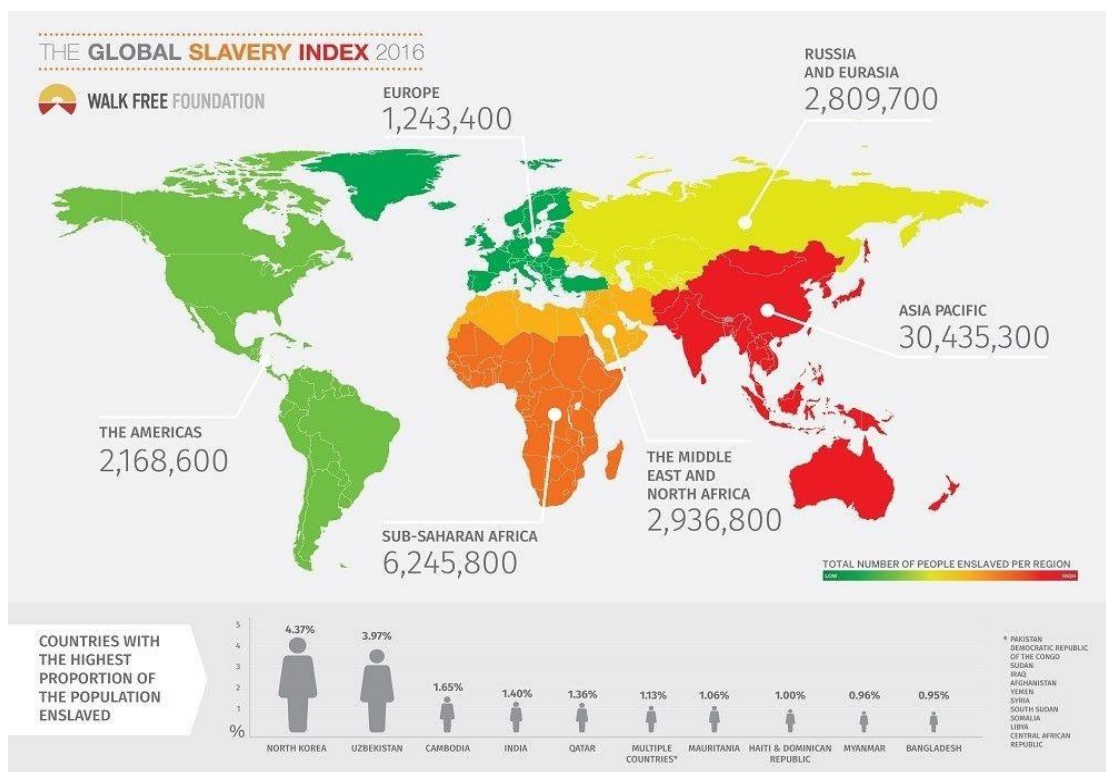 THE GLOBAL SLAVERY INDEX 2016
WALK FREE FOUNDATION
EUROPE
1,243,400
RUSSIA
AND EURASIA
2,809,700
ASIA PACIFIC
30,435,300
THE AMERICAS
2,168,600
THE MIDDLE
EAST AND
NORTH AFRICA
2,936,800
SUB-SAHARAN AFRICA
6,245,800
TOTAL NUMBER OF PEOPLE ENSLAVED PER REGION
LOW HIGH
COUNTRIES WITH
THE HIGHEST
PROPORTION OF
THE POPULATION
ENSLAVED
5
4
3
2
1
%
4.37%
3.97%
1.65%
1.40%
1.36%
1.13%
1.06%
1.00%
0.96%
0.95%
NORTH KOREA
UZBEKISTAN
CAMBODIA
INDIA
QATAR
MULTIPLE
COUNTRIES*
MAURITANIA
HAITI & DOMINICAN
REPUBLIC
MYANMAR
BANGLADESH
* PAKISTAN
DEMOCRATIC REPUBLIC
OF THE CONGO
SUDAN
IRAQ
AFGHANISTAN
YEMEN
SYRIA
SOUTH SUDAN
SOMALIA
LIBYA
CENTRAL AFRICAN
REPUBLIC